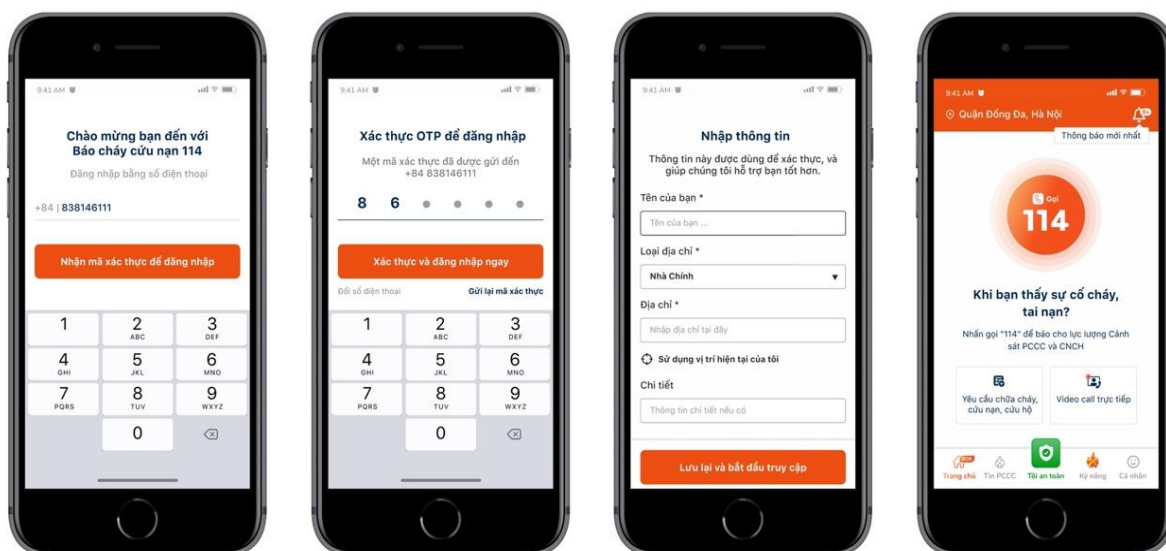 9:41 AM
Chào mừng bạn đến với
Báo cháy cứu nạn 114
Đăng nhập bằng số điện thoại
+84 | 838146111
Nhận mã xác thực để đăng nhập
1
2
ABC
3
DEF
4
GHI
5
JKL
6
MNO
7
PQRS
8
TUV
9
WXYZ
0
9:41 AM
Xác thực OTP để đăng nhập
Một mã xác thực đã được gửi đến
+84 838146111
8 6
Xác thực và đăng nhập ngay
Đổi số điện thoại
Gửi lại mã xác thực
1
2
ABC
3
DEF
4
GHI
5
JKL
6
MNO
7
PQRS
8
TUV
9
WXYZ
0
9:41 AM
Nhập thông tin
Thông tin này được dùng để xác thực, và
giúp chúng tôi hỗ trợ bạn tốt hơn.
Tên của bạn *
Tên của bạn ...
Loại địa chỉ *
Nhà Chính
Địa chỉ *
Nhập địa chỉ tại đây
Sử dụng vị trí hiện tại của tôi
Chi tiết
Thông tin chi tiết nếu có
Lưu lại và bắt đầu truy cập
9:41 AM
Quận Đống Đa, Hà Nội
Thông báo mới nhất
Gọi
114
Khi bạn thấy sự cố cháy,
tai nạn?
Nhấn gọi "114" để báo cho lực lượng Cảnh
sát PCCC và CNCH
Yêu cầu chữa cháy,
cứu nạn, cứu hộ
Video call trực tiếp
Trang chủ
Tin PCCC
Tôi an toàn
Kỹ năng
Cá nhân